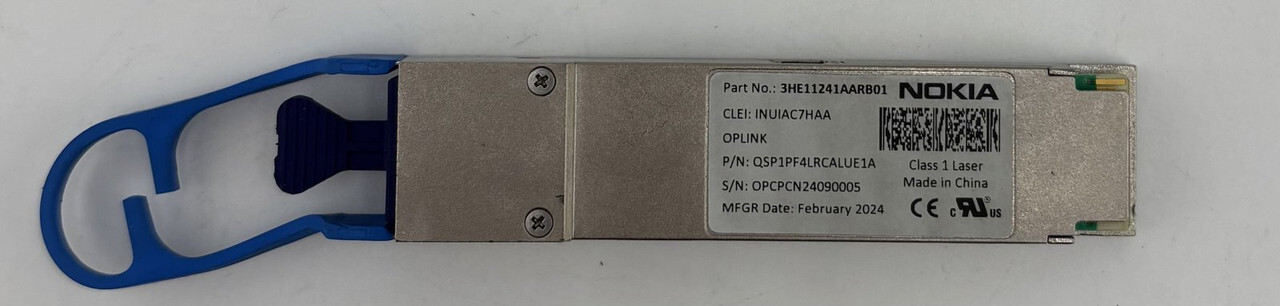 Part No.: 3HE11241AARB01 NOKIA
CLEI: INUIAC7HAA
OPLINK
P/N: QSP1PF4LRCALUE1A
S/N: OPCPCN24090005
MFGR Date: February 2024
Class 1 Laser
Made in China
CE c RU® US